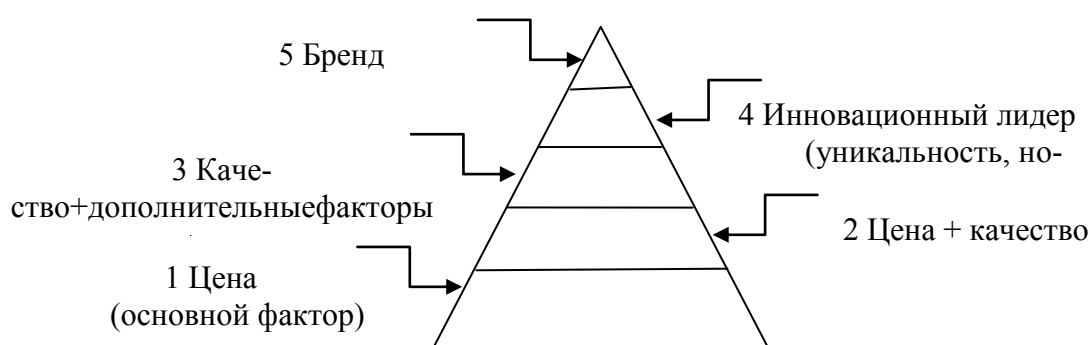 5 Бренд
4 Инновационный лидер
(уникальность, но-
3 Каче-
ство+дополнительныефакторы
2 Цена + качество
1 Цена
(основной фактор)